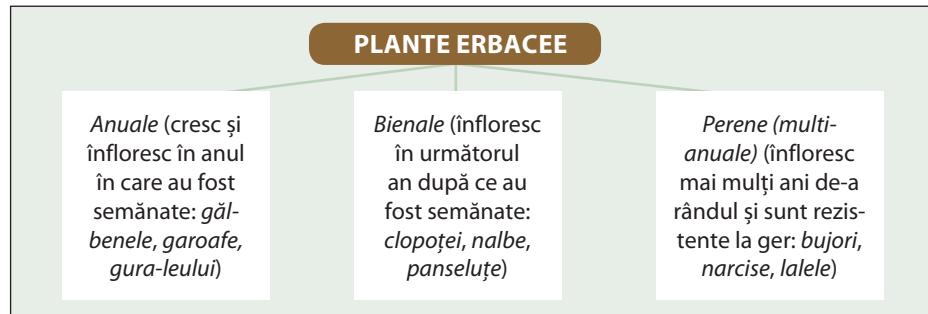 PLANTE ERBACEE
Anuale (cresc și
înfloresc în anul
în care au fost
semănate: găl-
benele, garoafe,
gura-leului)
Bienale (înfloresc
în următorul
an după ce au
fost semănate:
clopoței, nalbe,
panseluțe)
Perene (multi-
anuale) (înfloresc
mai mulți ani de-a
rândul și sunt rezis-
tente la ger: bujori,
narcise, lalele)